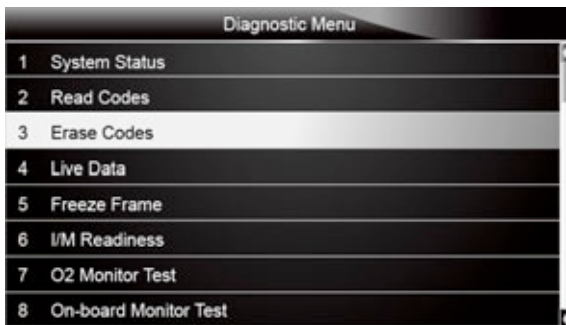 Diagnostic Menu
1 System Status
2 Read Codes
3 Erase Codes
4 Live Data
5 Freeze Frame
6 I/M Readiness
7 O2 Monitor Test
8 On-board Monitor Test